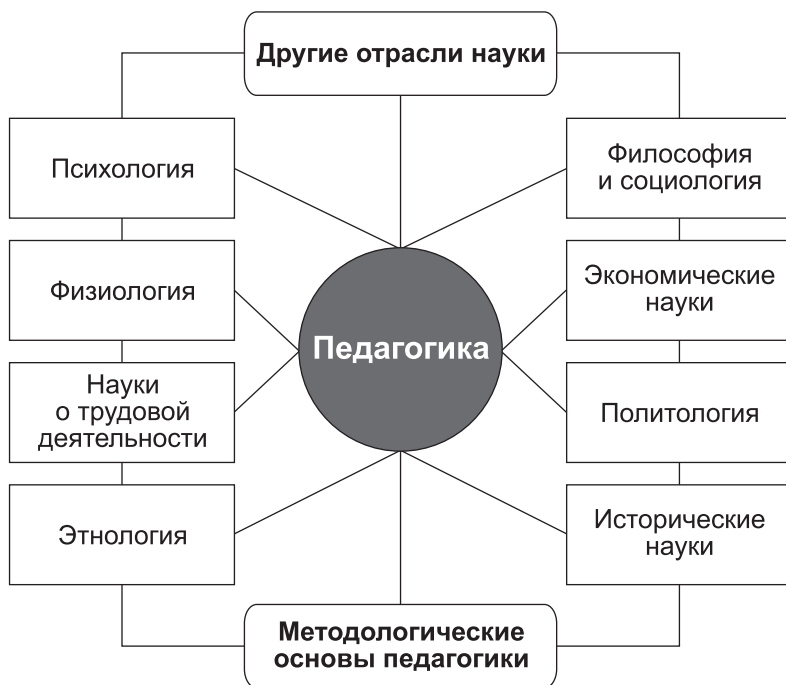 Другие отрасли науки
Психология
Философия
и социология
Физиология
Экономические
науки
Педагогика
Науки
о трудовой
деятельности
Политология
Этнология
Исторические
науки
Методологические
основы педагогики